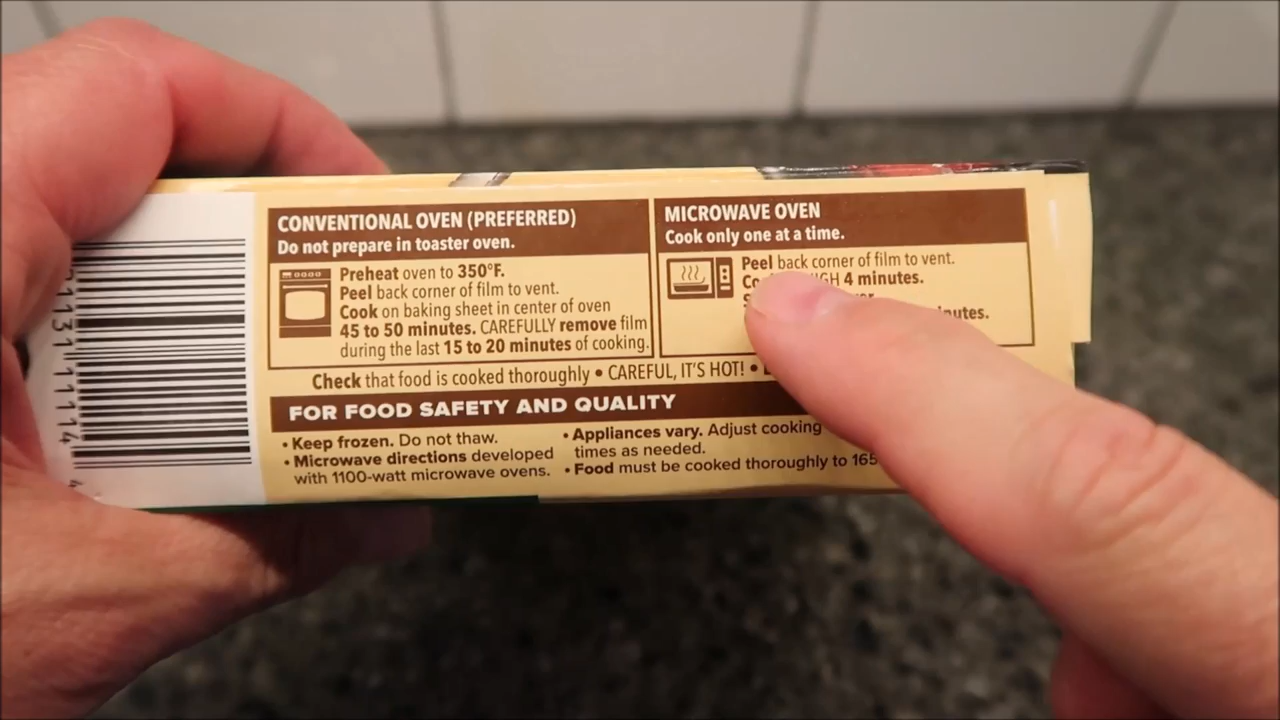 CONVENTIONAL OVEN (PREFERRED)
Do not prepare in toaster oven.
Preheat oven to 350°F.
Peel back corner of film to vent.
Cook on baking sheet in center of oven
45 to 50 minutes. CAREFULLY remove film
during the last 15 to 20 minutes of cooking.
MICROWAVE OVEN
Cook only one at a time.
Peel back corner of film to vent.
4 minutes.
Check that food is cooked thoroughly • CAREFUL, IT'S HOT! •
FOR FOOD SAFETY AND QUALITY
• Keep frozen. Do not thaw.
• Microwave directions developed
with 1100-watt microwave ovens.
• Appliances vary. Adjust cooking
times as needed.
• Food must be cooked thoroughly to 165